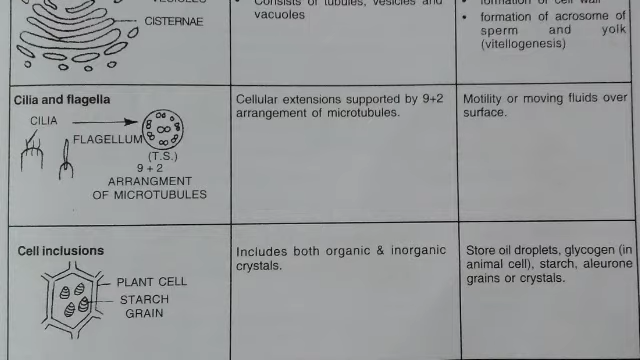 VESICLES
CISTERNAE
• Consists of tubules, vesicles and
vacuoles
• formation of cell wall
• formation of acrosome of
sperm and yolk
(vitellogenesis)
Cilia and flagella
CILIA
FLAGELLUM
(T.S.)
9 + 2
ARRANGMENT
OF MICROTUBULES
Cellular extensions supported by 9+2
arrangement of microtubules.
Motility or moving fluids over
surface.
Cell inclusions
PLANT CELL
STARCH
GRAIN
Includes both organic & inorganic
crystals.
Store oil droplets, glycogen (in
animal cell), starch, aleurone
grains or crystals.